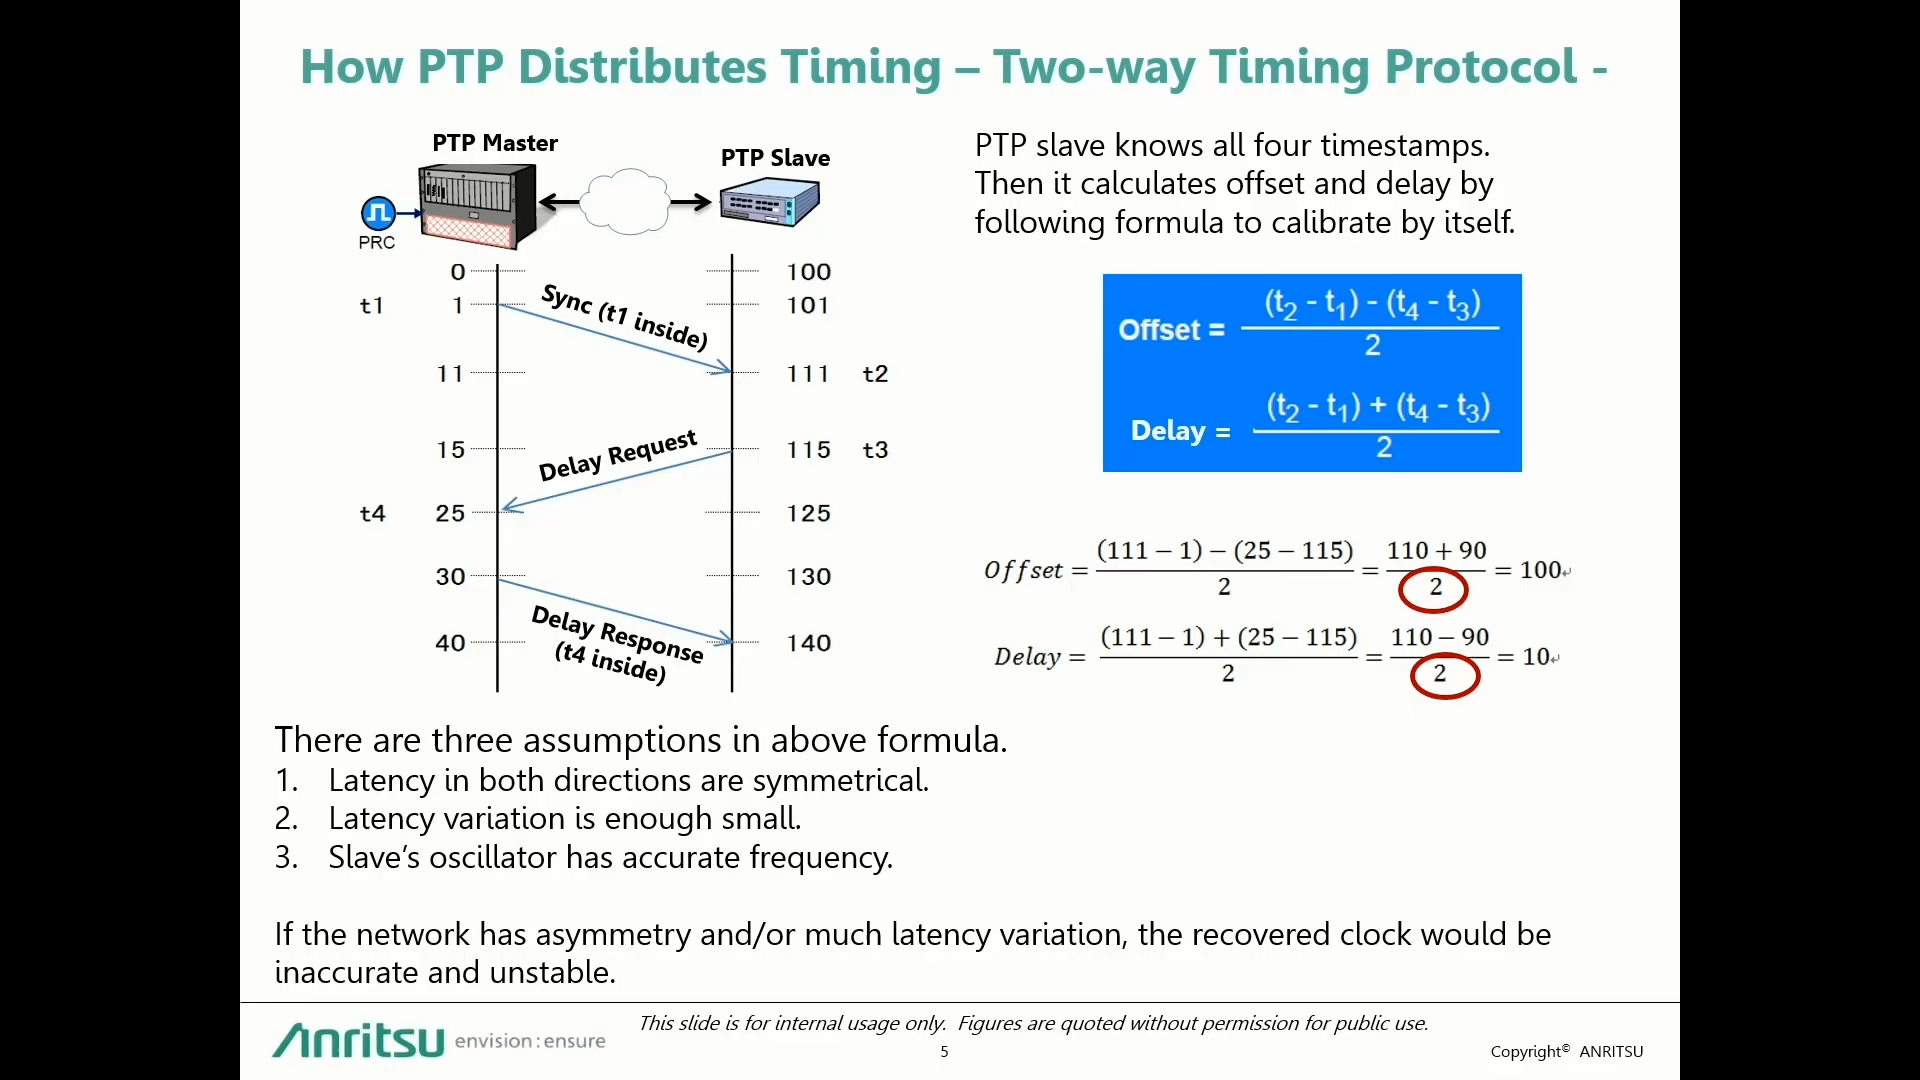 How PTP Distributes Timing – Two-way Timing Protocol -
PTP Master
PTP Slave
PRC
0
100
t1
1
101
Sync (t1 inside)
11
111
t2
15
115
t3
Delay Request
t4
25
125
30
130
Delay Response
(t4 inside)
40
140
PTP slave knows all four timestamps.
Then it calculates offset and delay by
following formula to calibrate by itself.
Offset = (t2 - t1) - (t4 - t3) / 2
Delay = (t2 - t1) + (t4 - t3) / 2
Offset = (111 − 1) − (25 − 115) / 2 = 110 + 90 / 2 = 100↵
Delay = (111 − 1) + (25 − 115) / 2 = 110 − 90 / 2 = 10↵
There are three assumptions in above formula.
1. Latency in both directions are symmetrical.
2. Latency variation is enough small.
3. Slave’s oscillator has accurate frequency.
If the network has asymmetry and/or much latency variation, the recovered clock would be
inaccurate and unstable.
Anritsu envision : ensure
This slide is for internal usage only. Figures are quoted without permission for public use.
5
Copyright© ANRITSU